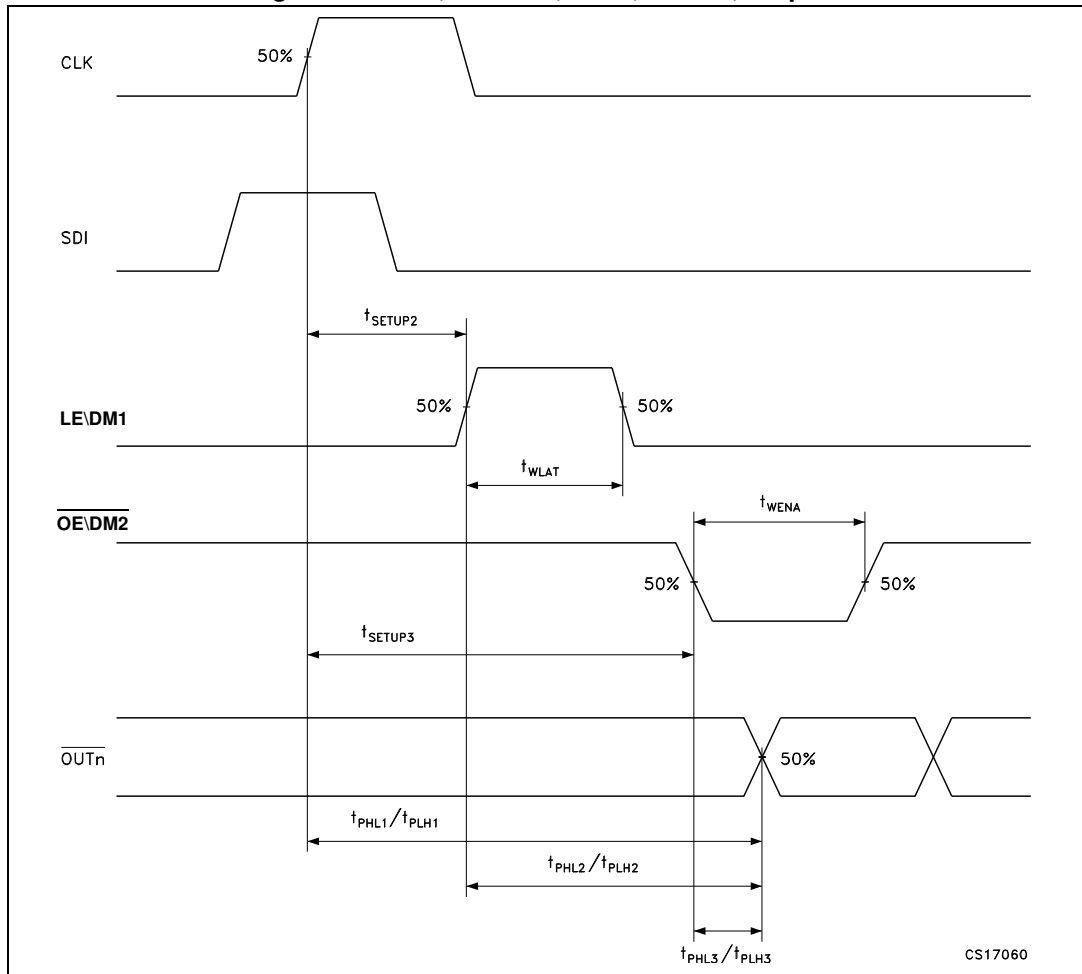 50%
CLK
SDI
tSETUP2
50%
50%
LE\DM1
tWLAT
OE\DM2
tWENA
50%
50%
tSETUP3
OUTn
50%
tPHL1/tPLH1
tPHL2/tPLH2
tPHL3/tPLH3
CS17060